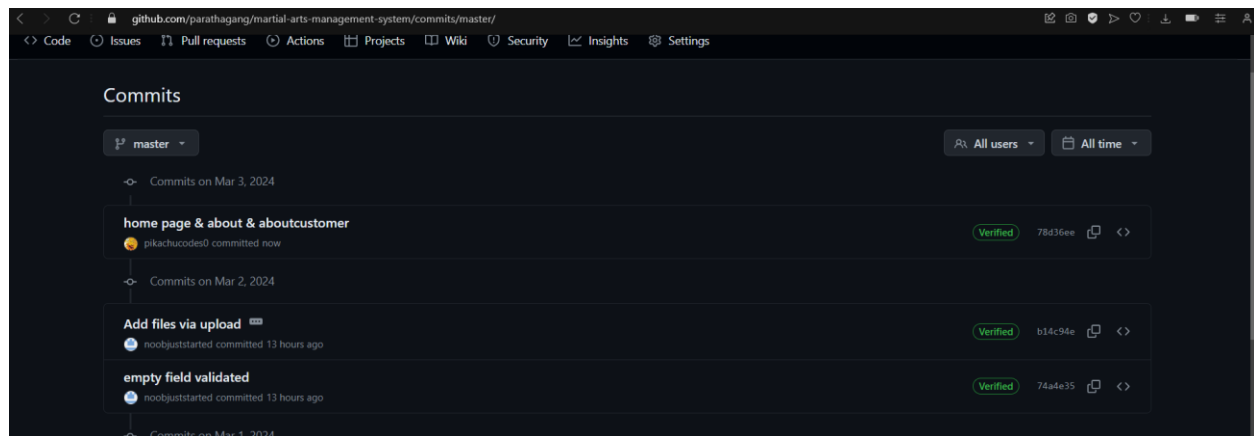 github.com/parathagang/martial-arts-management-system/commits/master/
<> Code Issues Pull requests Actions Projects Wiki Security Insights Settings
Commits
master All users All time
Commits on Mar 3, 2024
home page & about & aboutcustomer
pikachucodes0 committed now Verified 78d36ee <>
Commits on Mar 2, 2024
Add files via upload
noobjuststarted committed 13 hours ago Verified b14c94e <>
empty field validated
noobjuststarted committed 13 hours ago Verified 74a4e35 <>
Commits on Mar 1, 2024